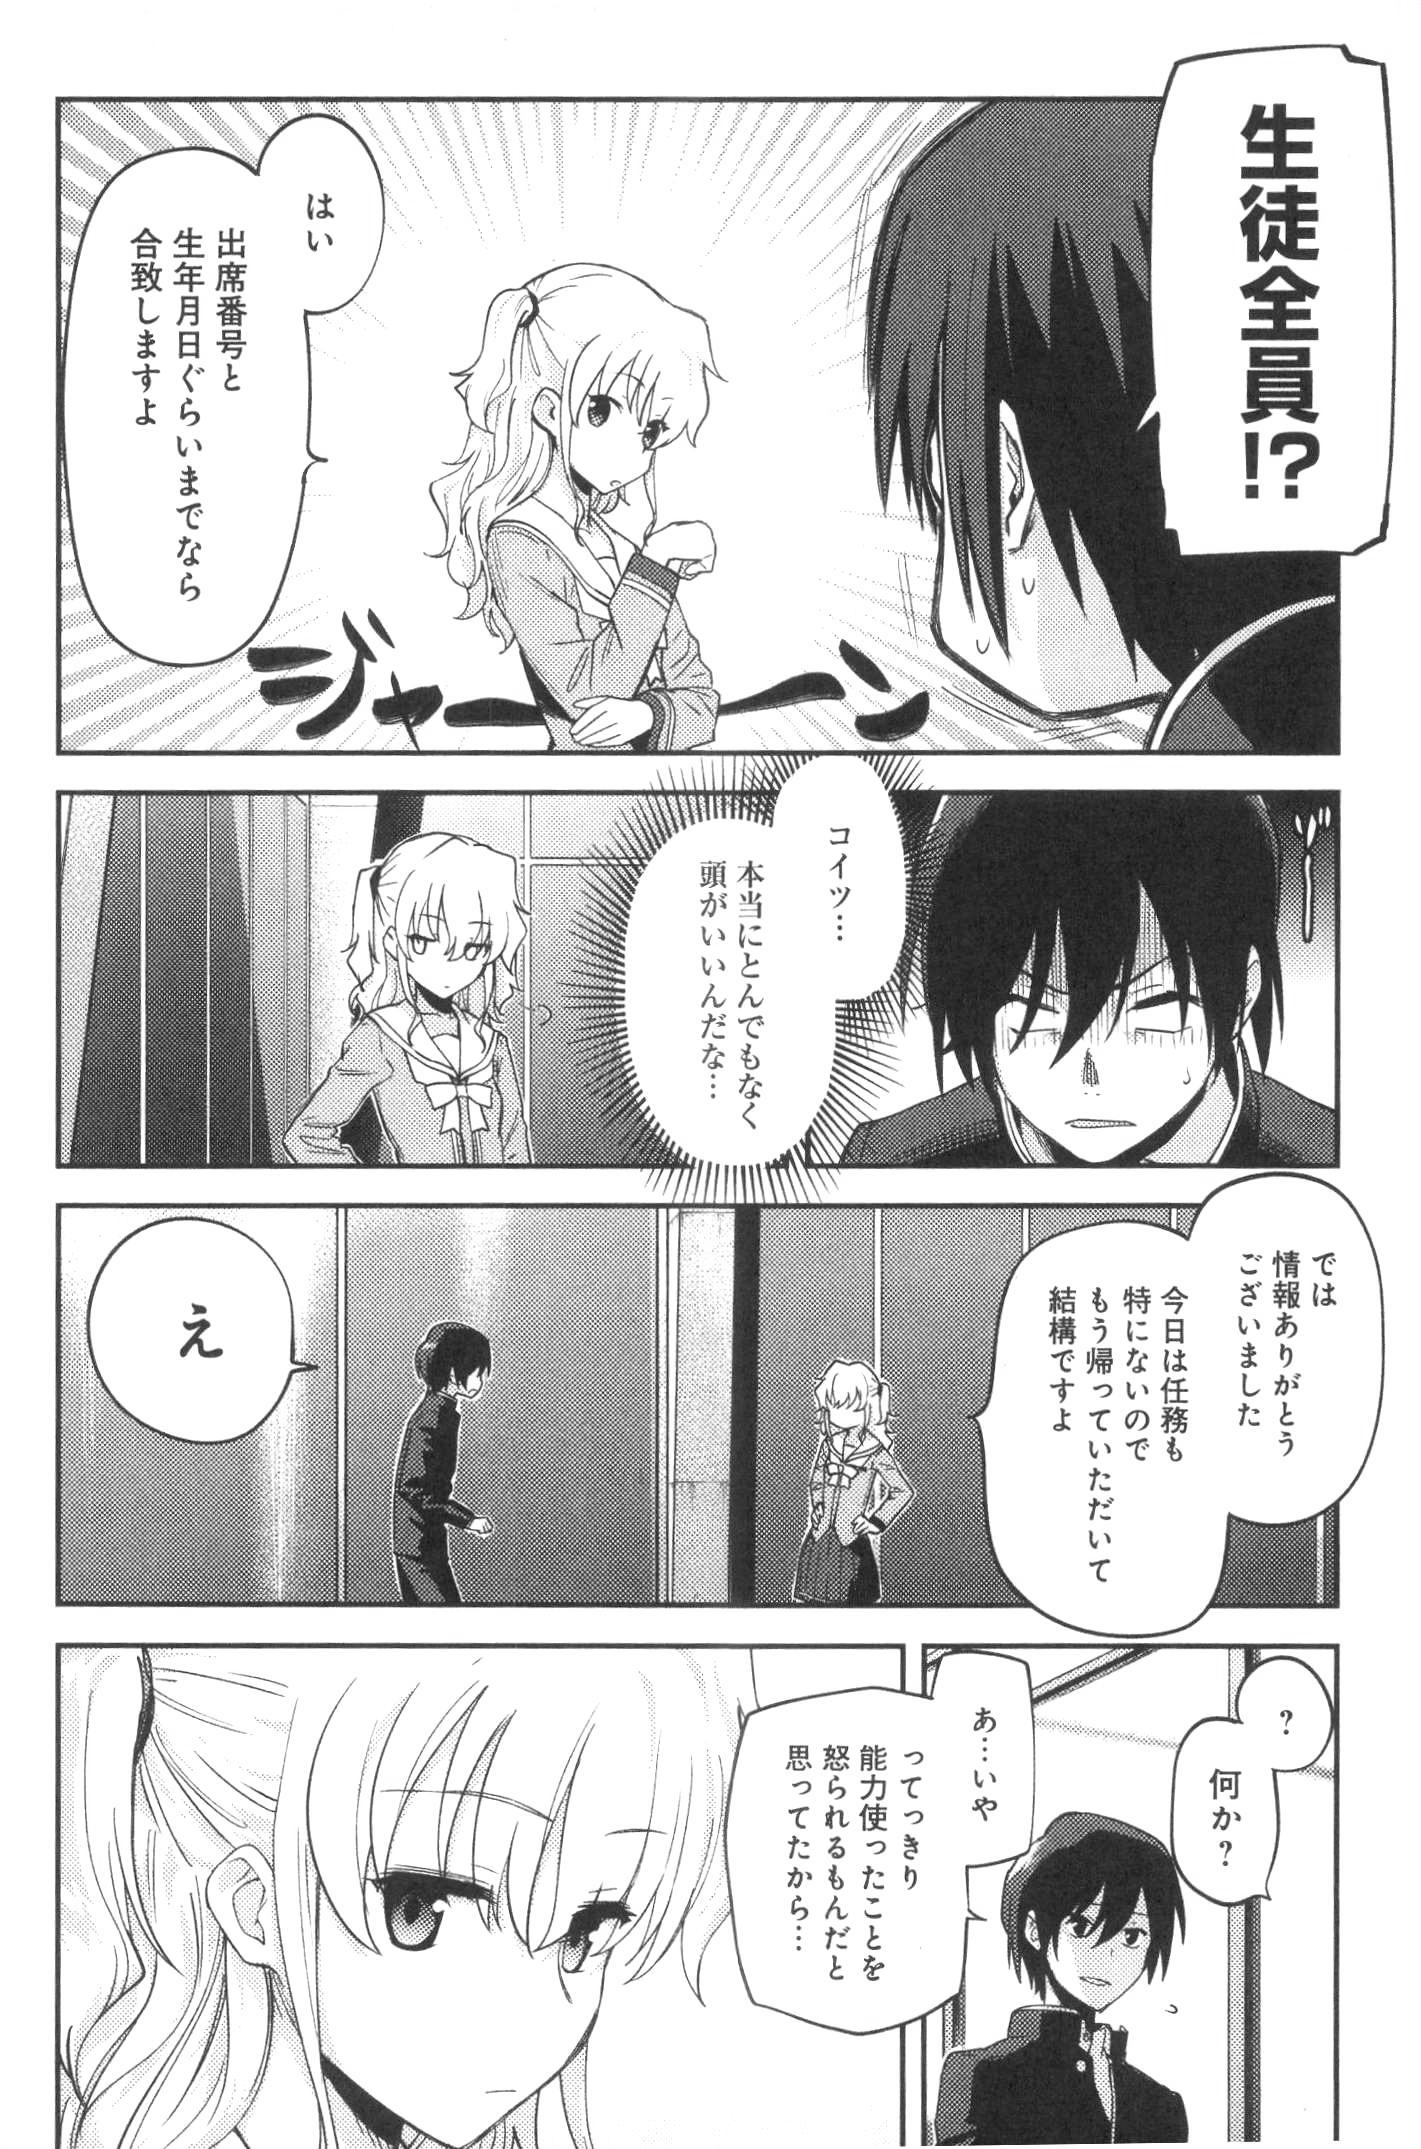 生徒全員!?
はい
出席番号と
生年月日ぐらいまでなら
合致しますよ
ジャーーン
コイツ…
本当にとんでもなく
頭がいいんだな…
では
情報ありがとう
ございました
今日は任務も
特にないので
もう帰っていただいて
結構ですよ
え
?
何か?
あ…いや
ってっきり
能力使ったことを
怒られるもんだと
思ってたから…